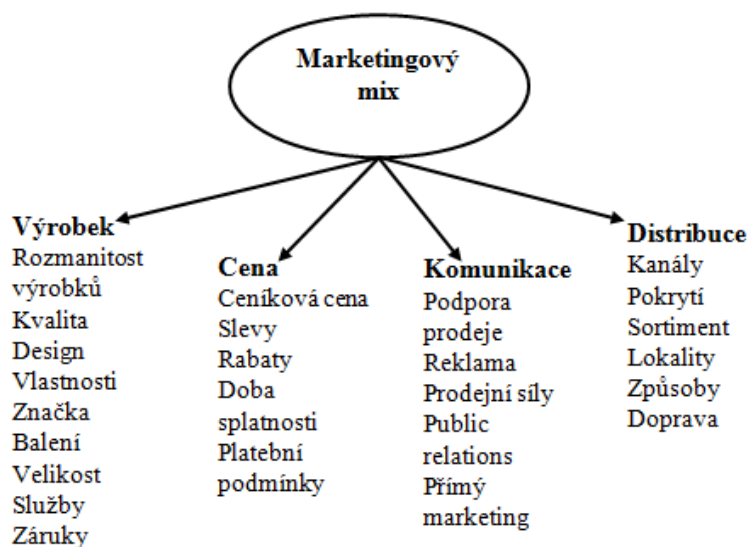 Marketingový
mix
Výrobek
Rozmanitost
výrobků
Kvalita
Design
Vlastnosti
Značka
Balení
Velikost
Služby
Záruky
Cena
Ceníková cena
Slevy
Rabaty
Doba
splatnosti
Platební
podmínky
Komunikace
Podpora
prodeje
Reklama
Prodejní síly
Public
relations
Přímý
marketing
Distribuce
Kanály
Pokrytí
Sortiment
Lokality
Způsoby
Doprava